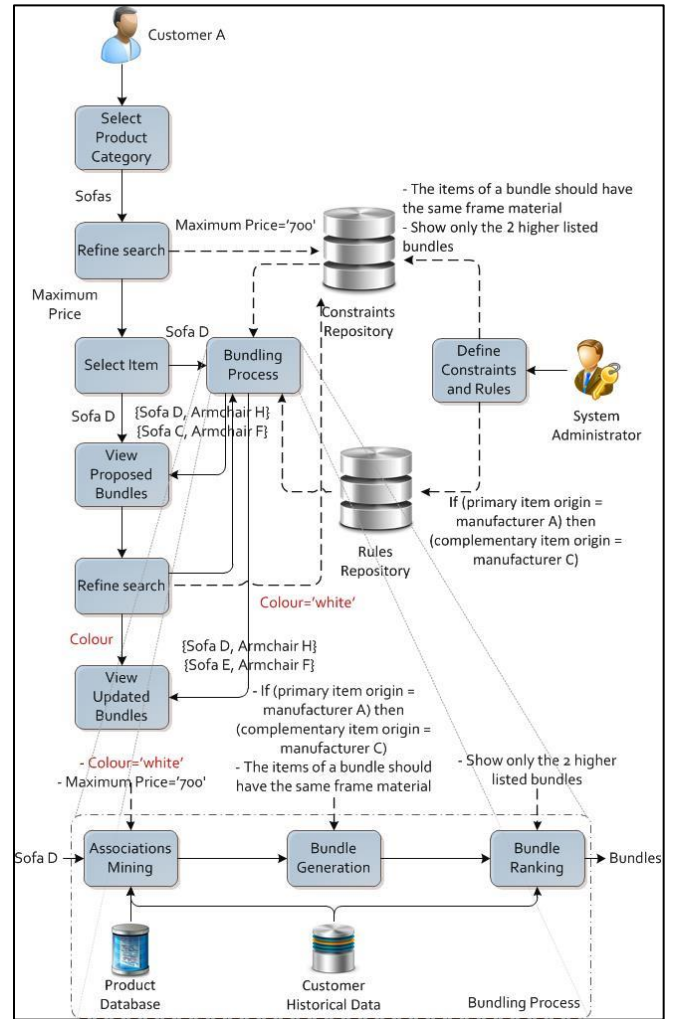 Customer A
Select
Product
Category
Sofas
Refine search
Maximum Price='700'
- The items of a bundle should have
the same frame material
- Show only the 2 higher listed
bundles
Constraints
Repository
Maximum
Price
Select Item
Sofa D
Bundling
Process
Define
Constraints
and Rules
System
Administrator
Sofa D
{Sofa D, Armchair H}
{Sofa C, Armchair F}
View
Proposed
Bundles
Rules
Repository
If (primary item origin =
manufacturer A) then
(complementary item origin =
manufacturer C)
Refine search
Colour='white'
Colour
{Sofa D, Armchair H}
{Sofa E, Armchair F}
View
Updated
Bundles
- Colour='white'
- Maximum Price='700'
- If (primary item origin =
manufacturer A) then
(complementary item origin =
manufacturer C)
- The items of a bundle should
have the same frame material
- Show only the 2 higher
listed bundles
Sofa D
Associations
Mining
Bundle
Generation
Bundle
Ranking
Bundles
Product
Database
Customer
Historical Data
Bundling Process